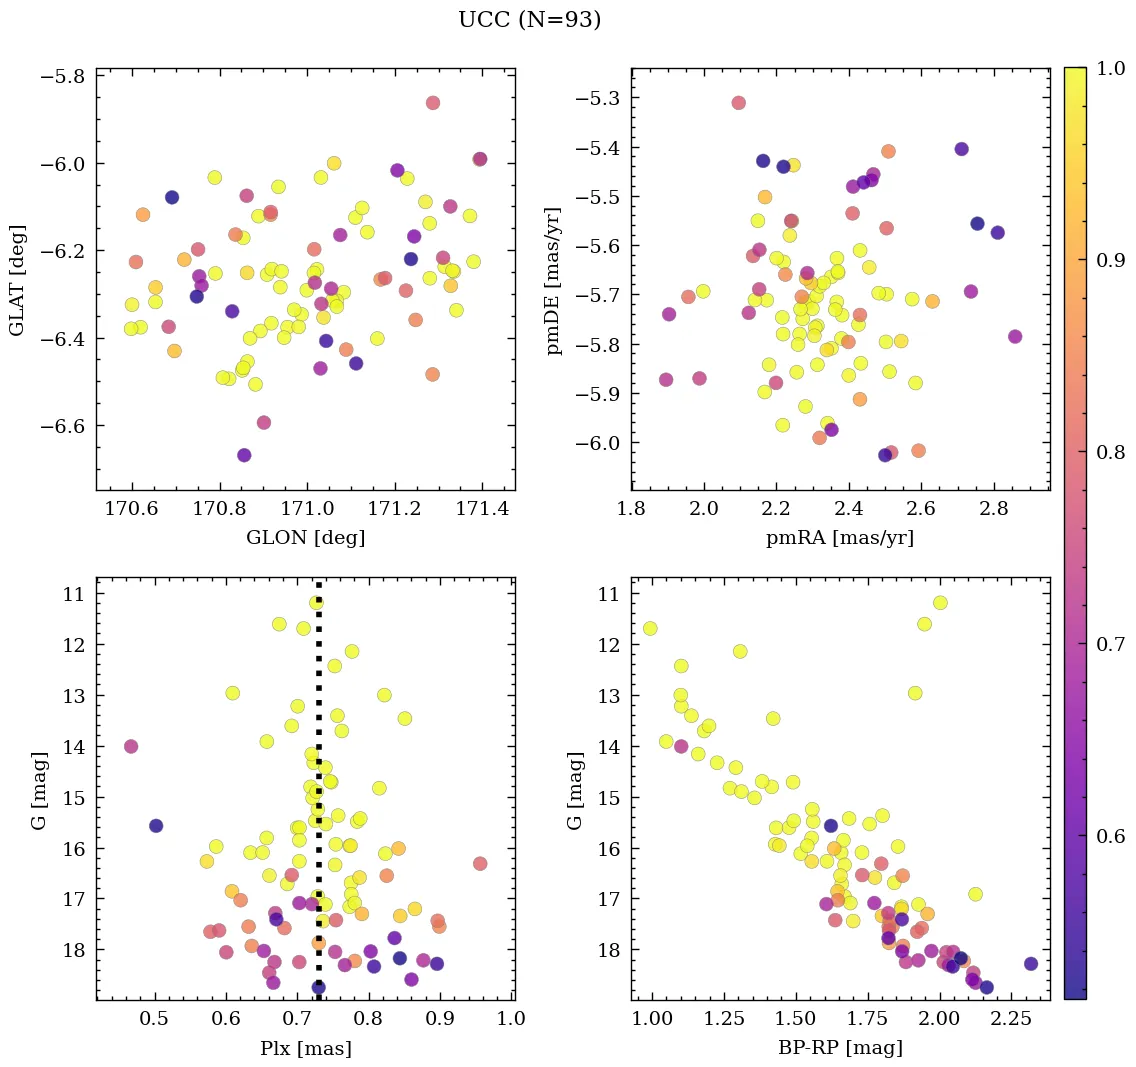 UCC (N=93)
−5.8
−6.0
−6.2
−6.4
−6.6
GLAT [deg]
170.6 170.8 171.0 171.2 171.4
GLON [deg]
−5.3
−5.4
−5.5
−5.6
−5.7
−5.8
−5.9
−6.0
pmDE [mas/yr]
1.8 2.0 2.2 2.4 2.6 2.8
pmRA [mas/yr]
1.0
0.9
0.8
0.7
0.6
11
12
13
14
15
16
17
18
G [mag]
0.5 0.6 0.7 0.8 0.9 1.0
Plx [mas]
11
12
13
14
15
16
17
18
G [mag]
1.00 1.25 1.50 1.75 2.00 2.25
BP-RP [mag]